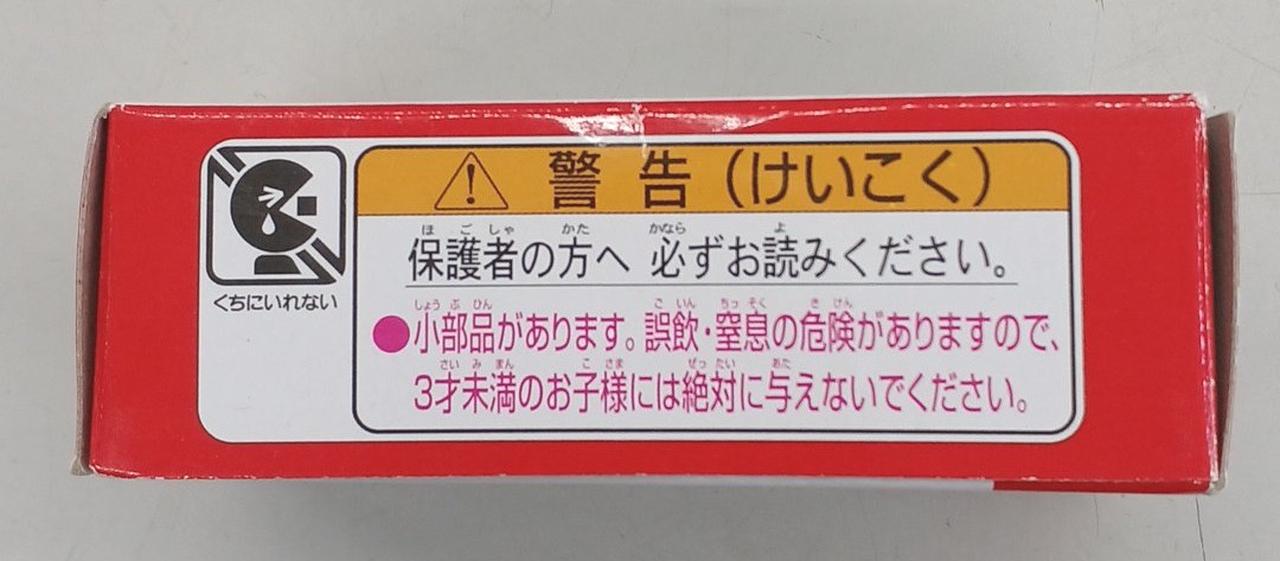 警告（けいこく）
保護者の方へ 必ずお読みください。
●小部品があります。誤飲・窒息の危険がありますので、
3才未満のお子様には絶対に与えないでください。
くちにいれない